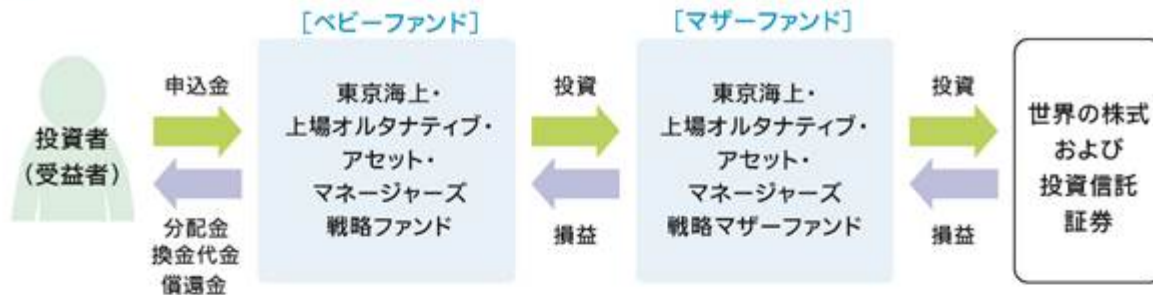 [ベビーファンド]
[マザーファンド]
投資者
(受益者)
申込金
分配金
換金代金
償還金
東京海上・
上場オルタナティブ・
アセット・
マネージャーズ
戦略ファンド
投資
損益
東京海上・
上場オルタナティブ・
アセット・
マネージャーズ
戦略マザーファンド
投資
損益
世界の株式
および
投資信託
証券